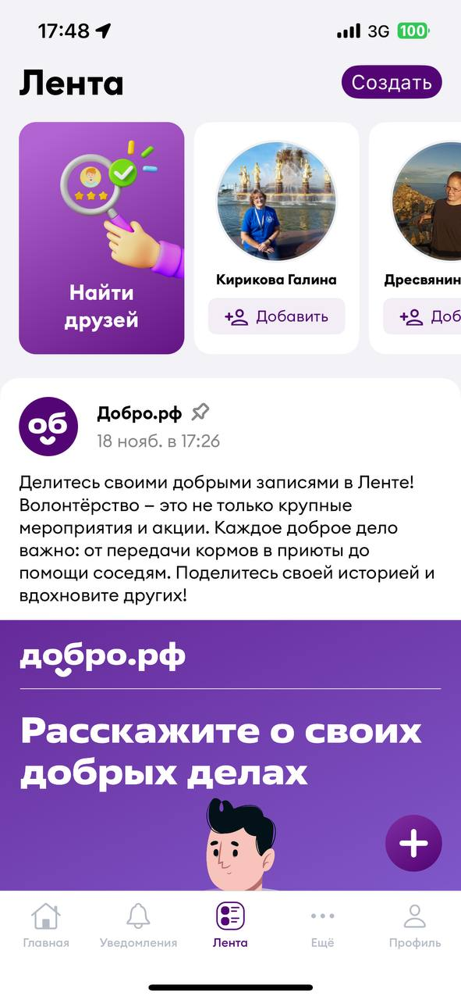 17:48
3G
100
Лента
Создать
Найти
друзей
Кирикова Галина
Добавить
Дресвянин
Доб
об
Добро.рф
18 нояб. в 17:26
Делитесь своими добрыми записями в Ленте!
Волонтёрство – это не только крупные
мероприятия и акции. Каждое доброе дело
важно: от передачи кормов в приюты до
помощи соседям. Поделитесь своей историей и
вдохновите других!
добро.рф
Расскажите о своих
добрых делах
Главная
Уведомления
Лента
Ещё
Профиль